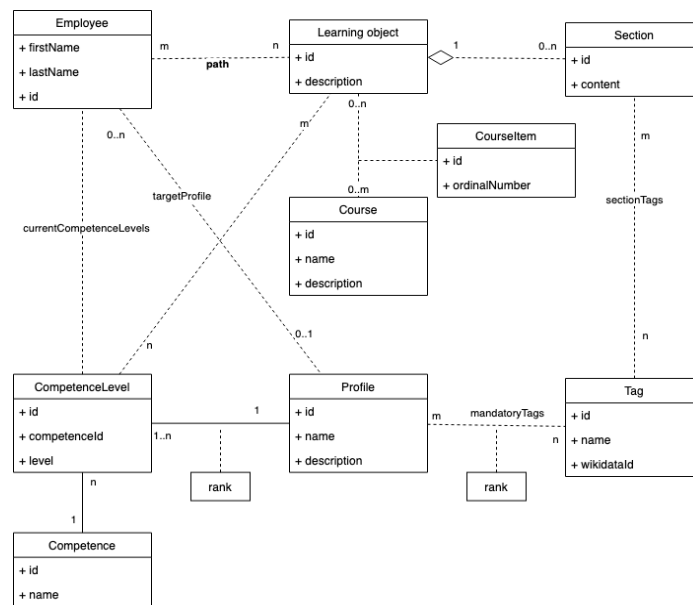 Employee
+ firstName
+ lastName
+ id
m
n
path
Learning object
+ id
+ description
1
0..n
Section
+ id
+ content
0..n
m
0..n
m
CourseItem
+ id
+ ordinalNumber
targetProfile
0..m
sectionTags
currentCompetenceLevels
Course
+ id
+ name
+ description
0..1
n
n
CompetenceLevel
+ id
+ competenceId
+ level
1
1..n
Profile
+ id
+ name
+ description
m
mandatoryTags
n
Tag
+ id
+ name
+ wikidataId
rank
rank
n
1
Competence
+ id
+ name